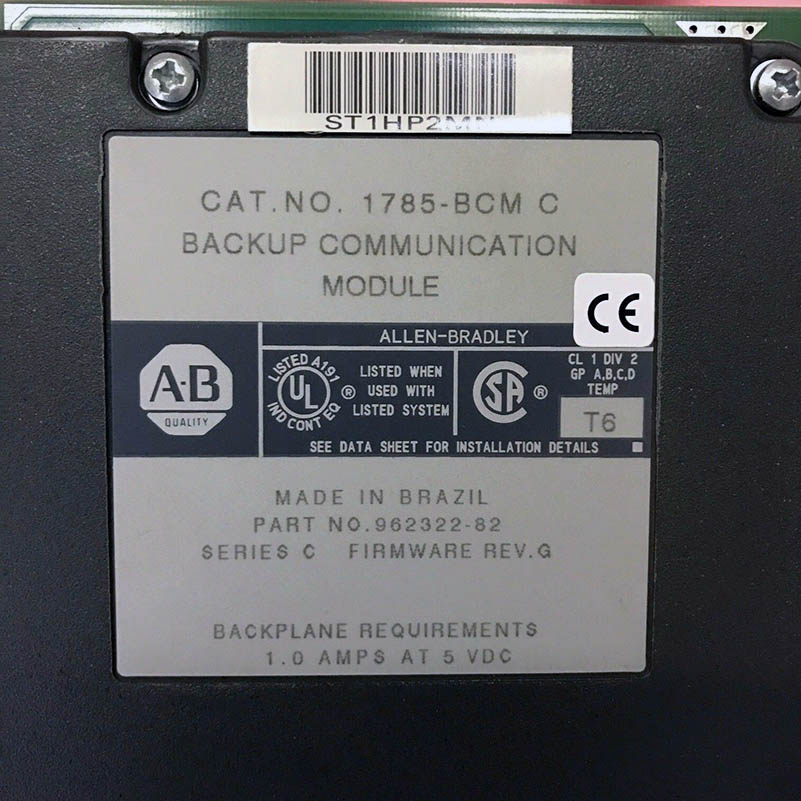 ST1HP2MN
CAT.NO. 1785-BCM C
BACKUP COMMUNICATION
MODULE
CE
ALLEN-BRADLEY
A-B
QUALITY
LISTED A191
UL
IND CONT EQ
®
LISTED WHEN
USED WITH
LISTED SYSTEM
SA
®
CL 1 DIV 2
GP A,B,C,D
TEMP
T6
SEE DATA SHEET FOR INSTALLATION DETAILS
MADE IN BRAZIL
PART NO.962322-82
SERIES C FIRMWARE REV.G
BACKPLANE REQUIREMENTS
1.0 AMPS AT 5 VDC